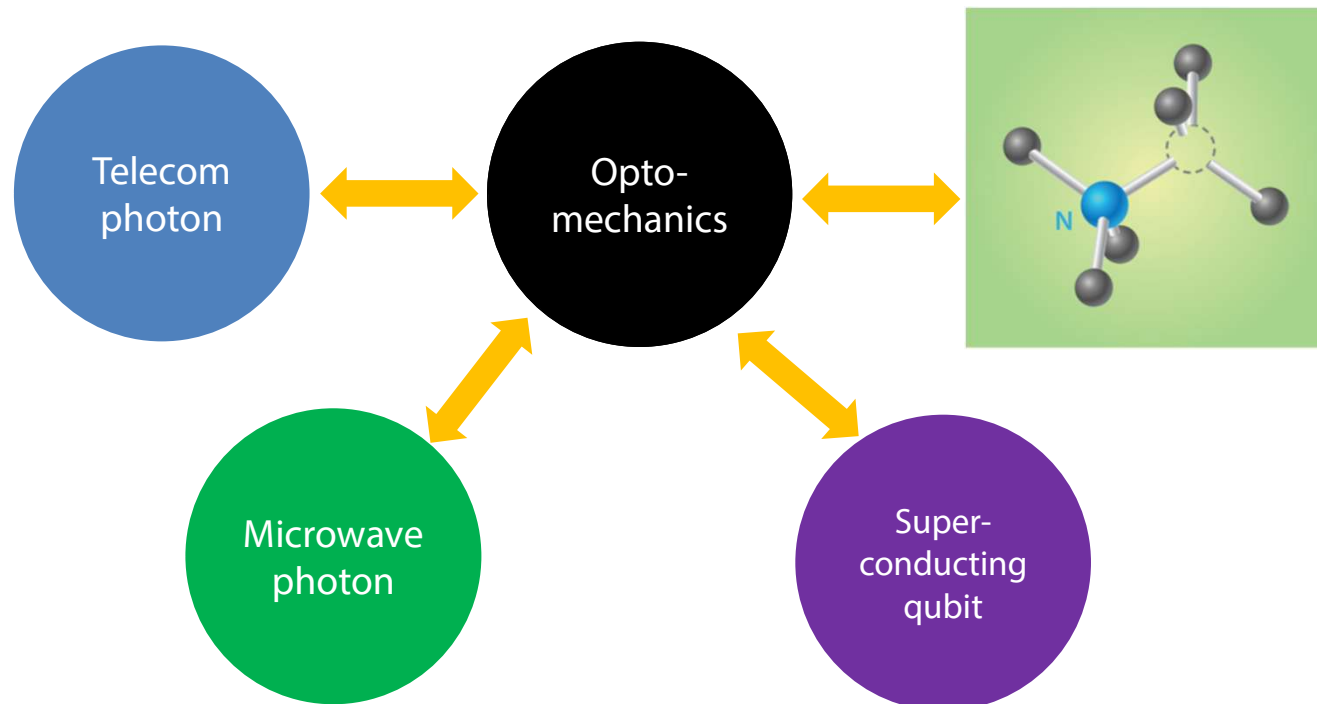 Telecom
photon
Opto-
mechanics
N
Microwave
photon
Super-
conducting
qubit